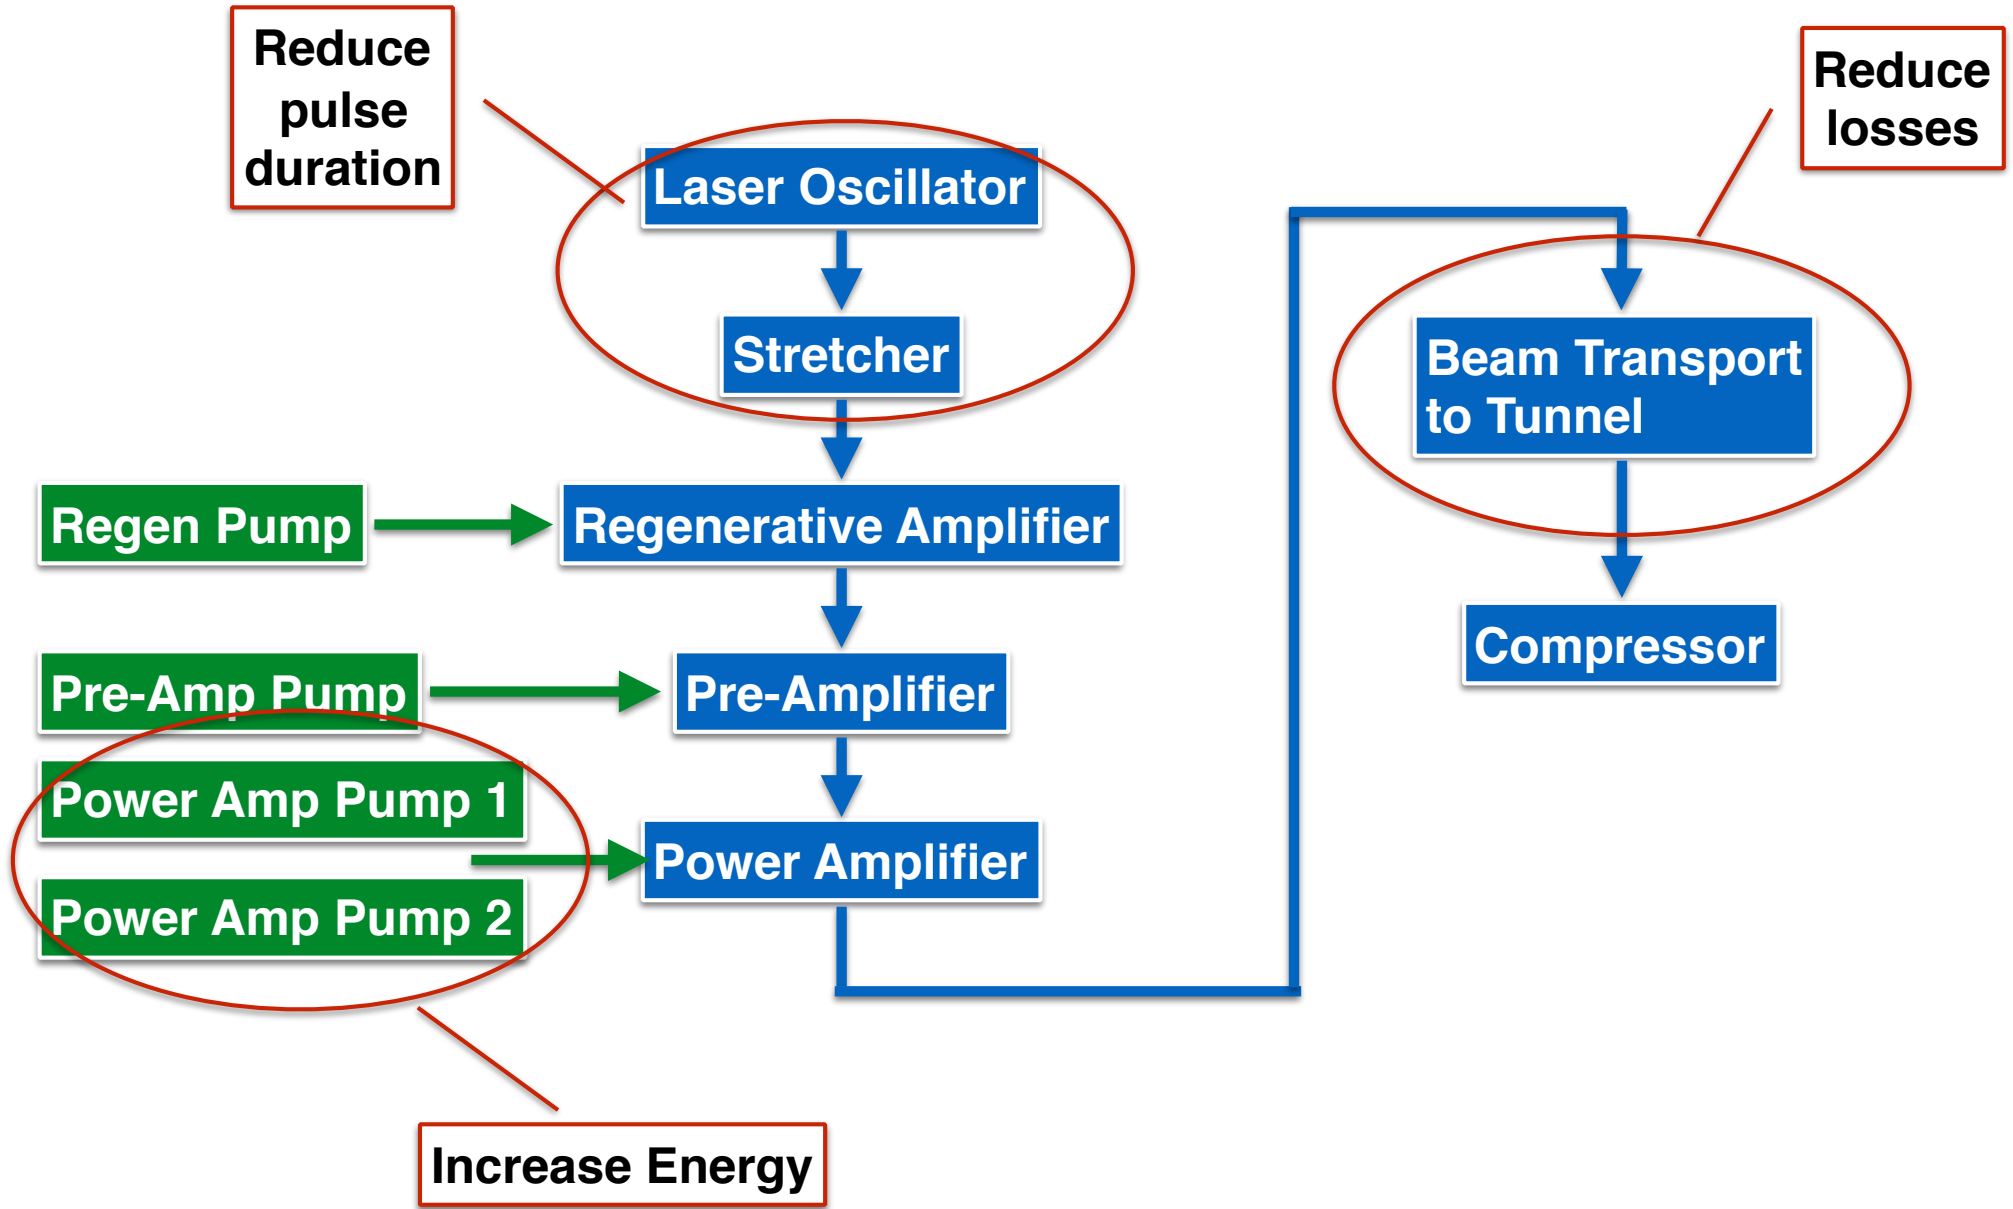 Reduce
pulse
duration
Reduce
losses
Laser Oscillator
Stretcher
Beam Transport
to Tunnel
Regen Pump
Regenerative Amplifier
Compressor
Pre-Amp Pump
Pre-Amplifier
Power Amp Pump 1
Power Amplifier
Power Amp Pump 2
Increase Energy